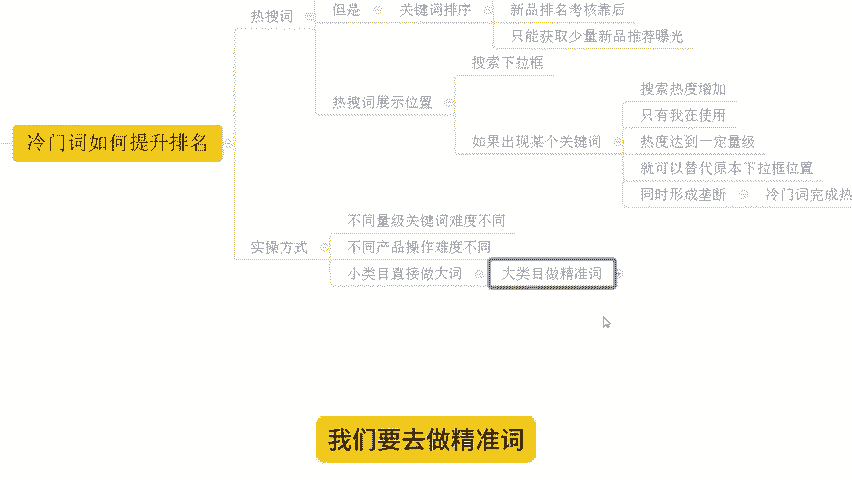 热搜词
但是
关键词排序
新品排名考核靠后
只能获取少量新品推荐曝光
热搜词展示位置
搜索下拉框
如果出现某个关键词
搜索热度增加
只有我在使用
热度达到一定量级
就可以替代原本下拉框位置
同时形成垄断
冷门词完成热
冷门词如何提升排名
实操方式
不同量级关键词难度不同
不同产品操作难度不同
小类目直接做大词
大类目做精准词
我们要去做精准词